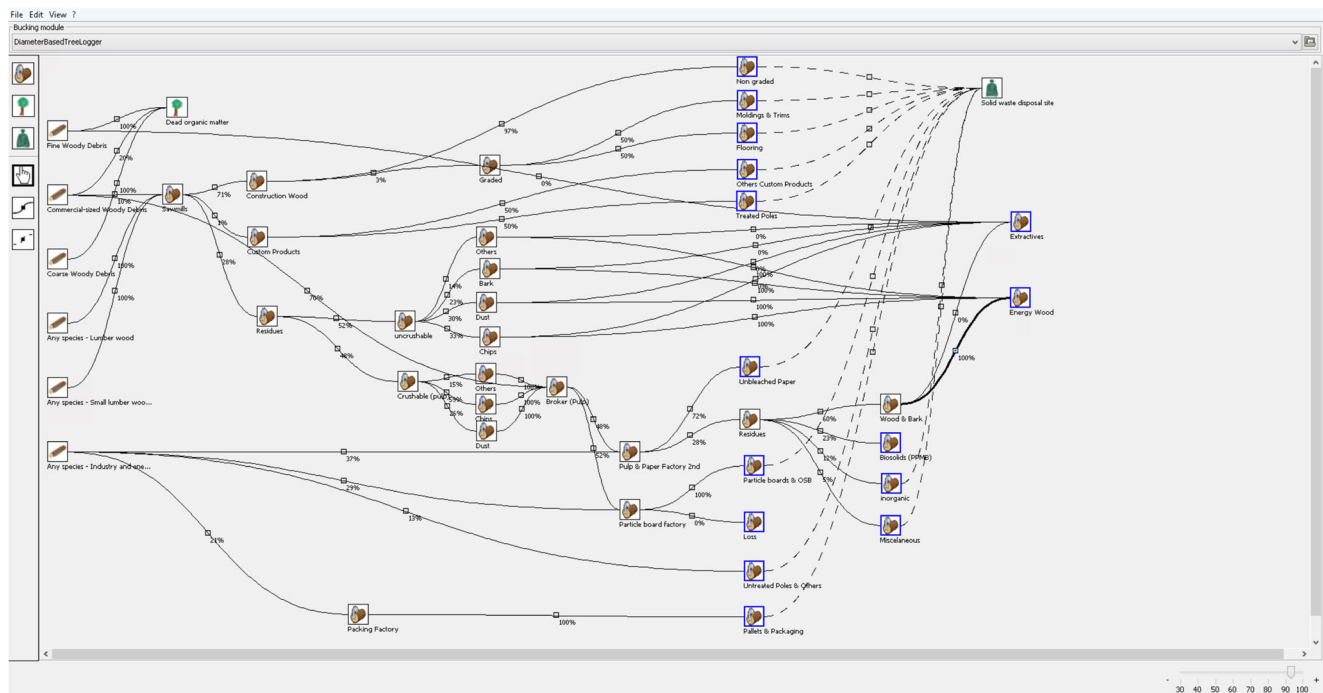 File Edit View ?
Bucking module
DiameterBasedTreeLogger
Non graded
Solid waste disposal site
Moldings & Trims
Dead organic matter
100%
97%
50%
Fine Woody Debris
Flooring
50%
20%
Graded
0%
Others Custom Products
3%
100%
71%
Construction Wood
10%
Commercial-sized Woody Debris
Sawmills
50%
Treated Poles
1%
50%
Extractives
Custom Products
Others
0%
0%
28%
100%
Coarse Woody Debris
Bark
0%
100%
14%
100%
100%
70%
23%
Dust
100%
Energy Wood
30%
100%
0%
Residues
52%
uncrushable
33%
Any species - Lumber wood
Chips
48%
100%
Unbleached Paper
Others
15%
100%
Crushable (pulp)
53%
Any species - Small lumber woo...
Broker (Pulp)
100%
Chips
26%
100%
72%
60%
Wood & Bark
48%
Residues
Dust
28%
23%
52%
12%
Biosolids (PPMB)
37%
Any species - Industry and ene...
Pulp & Paper Factory 2nd
5%
Particle boards & OSB
29%
100%
inorganic
13%
Particle board factory
0%
Loss
21%
Miscelaneous
Untreated Poles & Others
100%
Packing Factory
Pallets & Packaging
- +
30 40 50 60 70 80 90 100